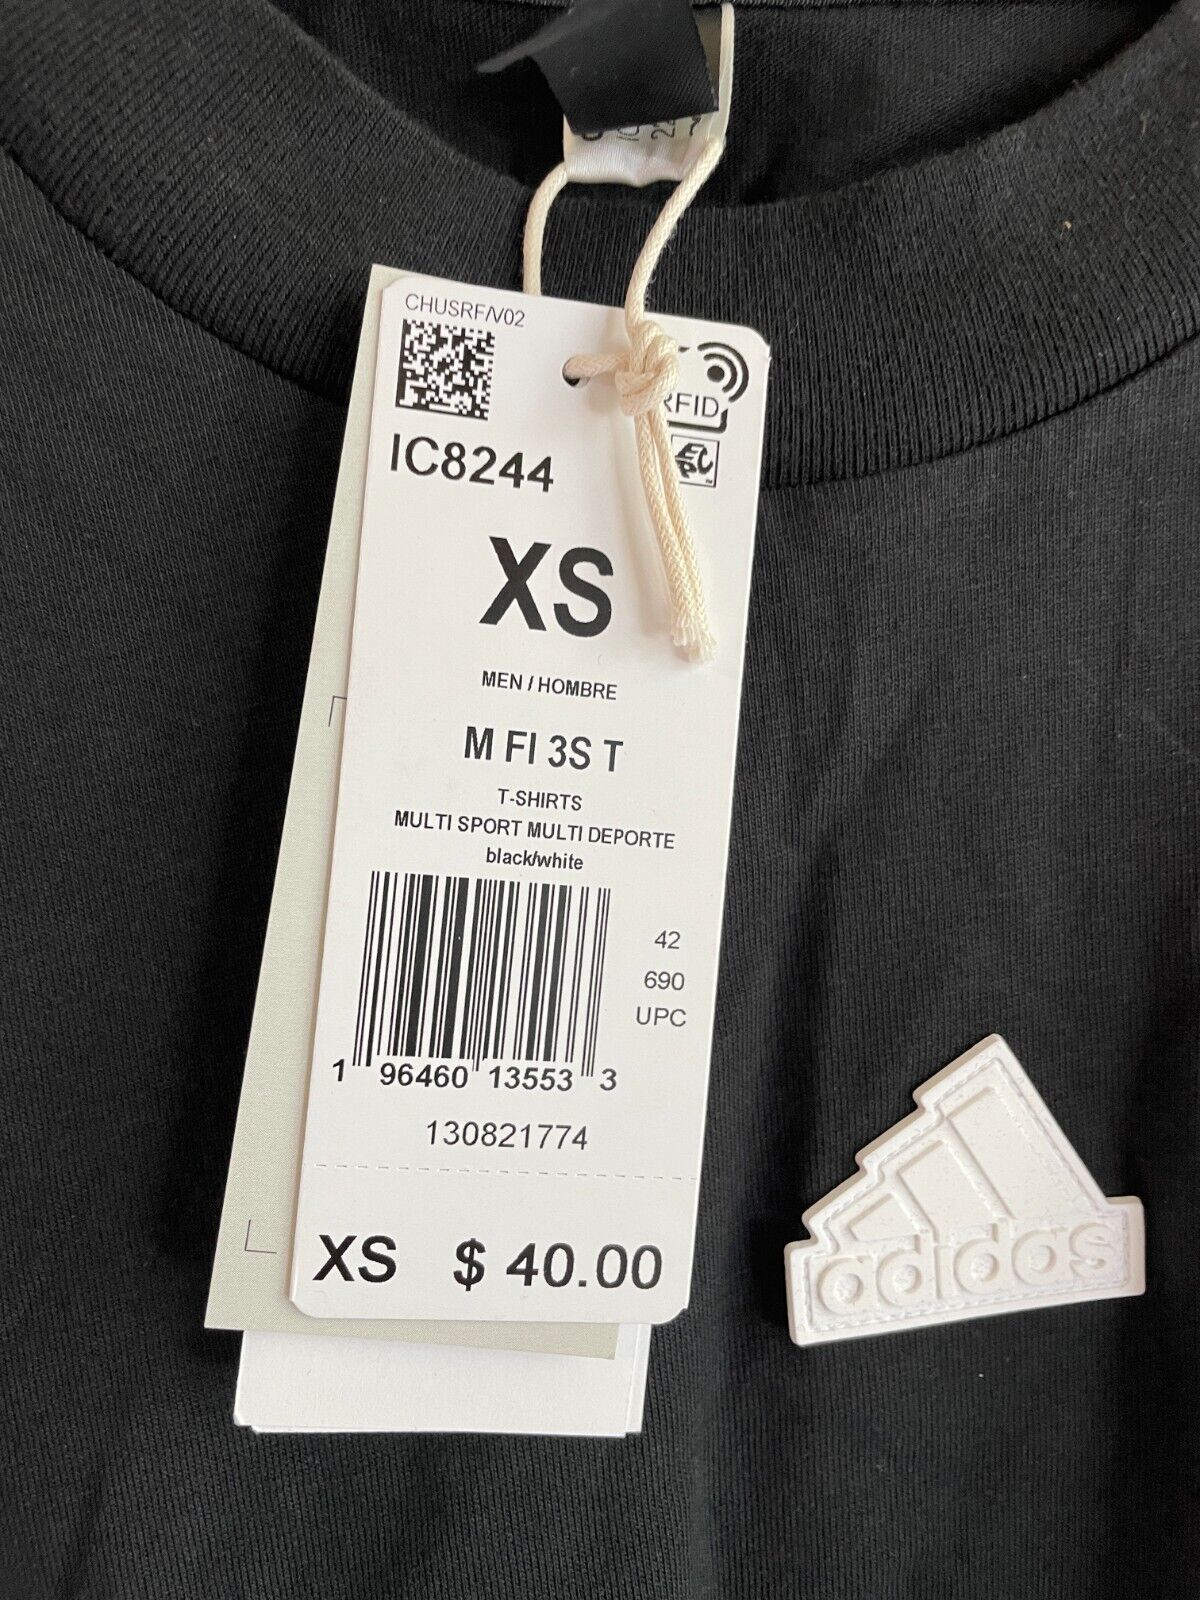 CHUSRF/V02
RFID
IC8244
EPC
XS
MEN / HOMBRE
M FI 3S T
T-SHIRTS
MULTI SPORT MULTI DEPORTE
black/white
42
690
UPC
1 96460 13553 3
130821774
XS $ 40.00
adidas